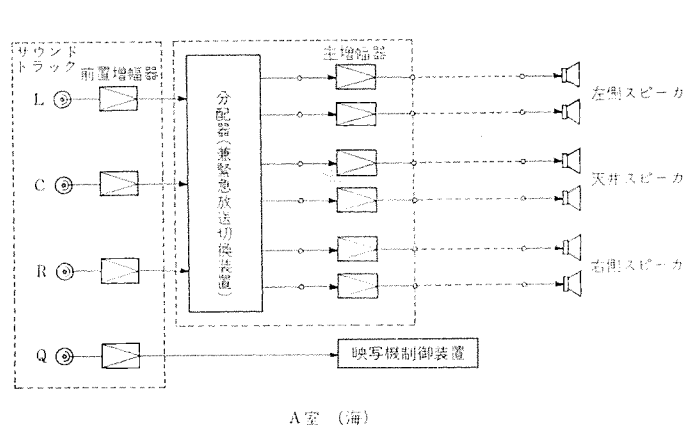 サウンド
トラック
前置増幅器
主増幅器
L
C
R
Q
分配器(兼緊急放送切換装置)
左側スピーカ
天井スピーカ
右側スピーカ
映写機制御装置
A室 (海)